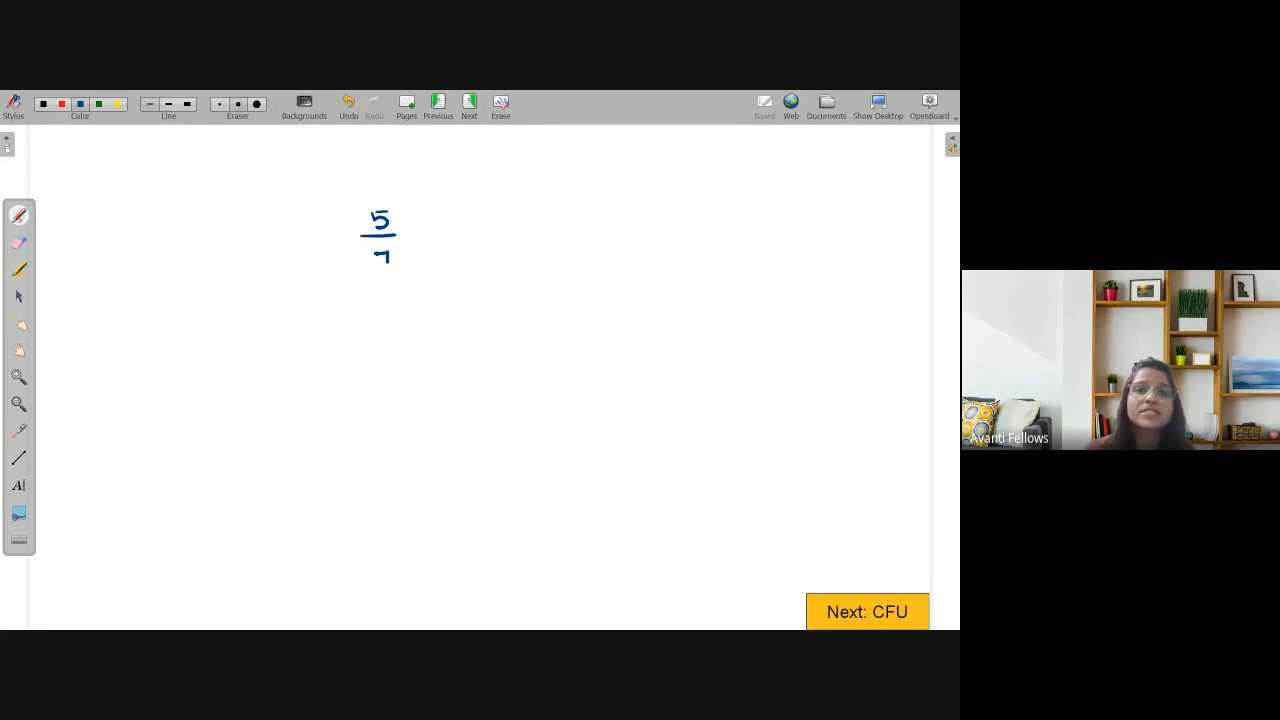 Stylus
Color
Line
Eraser
Backgrounds
Undo
Redo
Pages
Previous
Next
Erase
Board
Web
Documents
Show Desktop
OpenBoard
5
7
AI
Avanti Fellows
Next: CFU